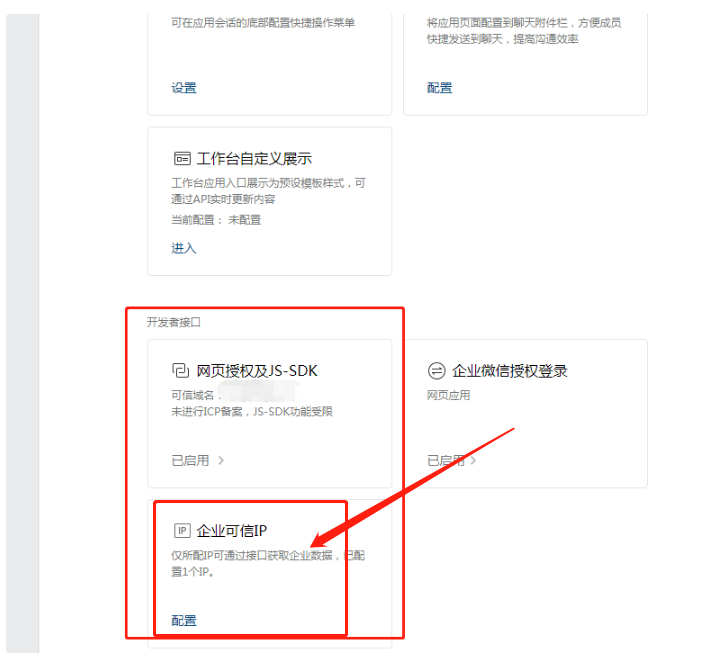 可在应用会话的底部配置快捷操作菜单
设置
将应用页面配置到聊天附件栏，方便成员
快捷发送到聊天，提高沟通效率
配置
工作台自定义展示
工作台应用入口展示为预设模板样式，可
通过API实时更新内容
当前配置： 未配置
进入
开发者接口
网页授权及JS-SDK
可信域名：
未进行ICP备案，JS-SDK功能受限
已启用
企业微信授权登录
网页应用
已启用
IP 企业可信IP
仅所配IP可通过接口获取企业数据，已配
置1个IP。
配置